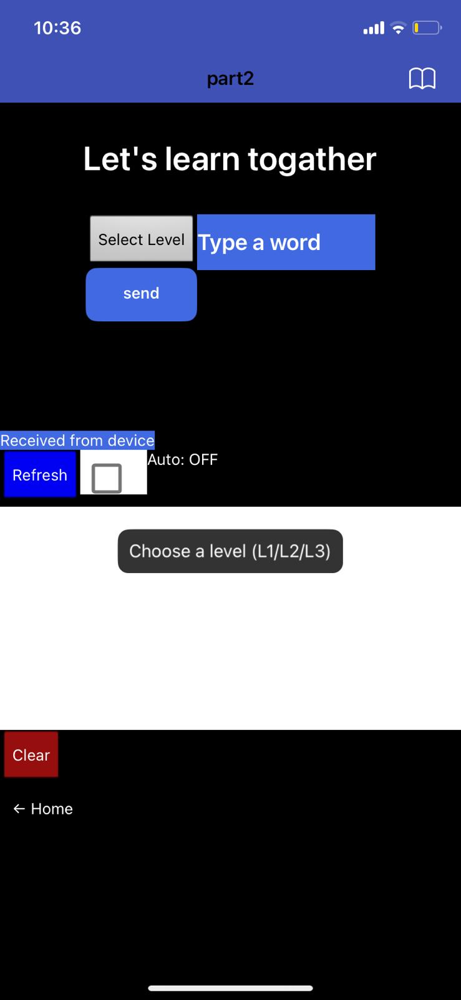 10:36
part2
Let's learn togather
Select Level
Type a word
send
Received from device
Refresh
Auto: OFF
Choose a level (L1/L2/L3)
Clear
← Home